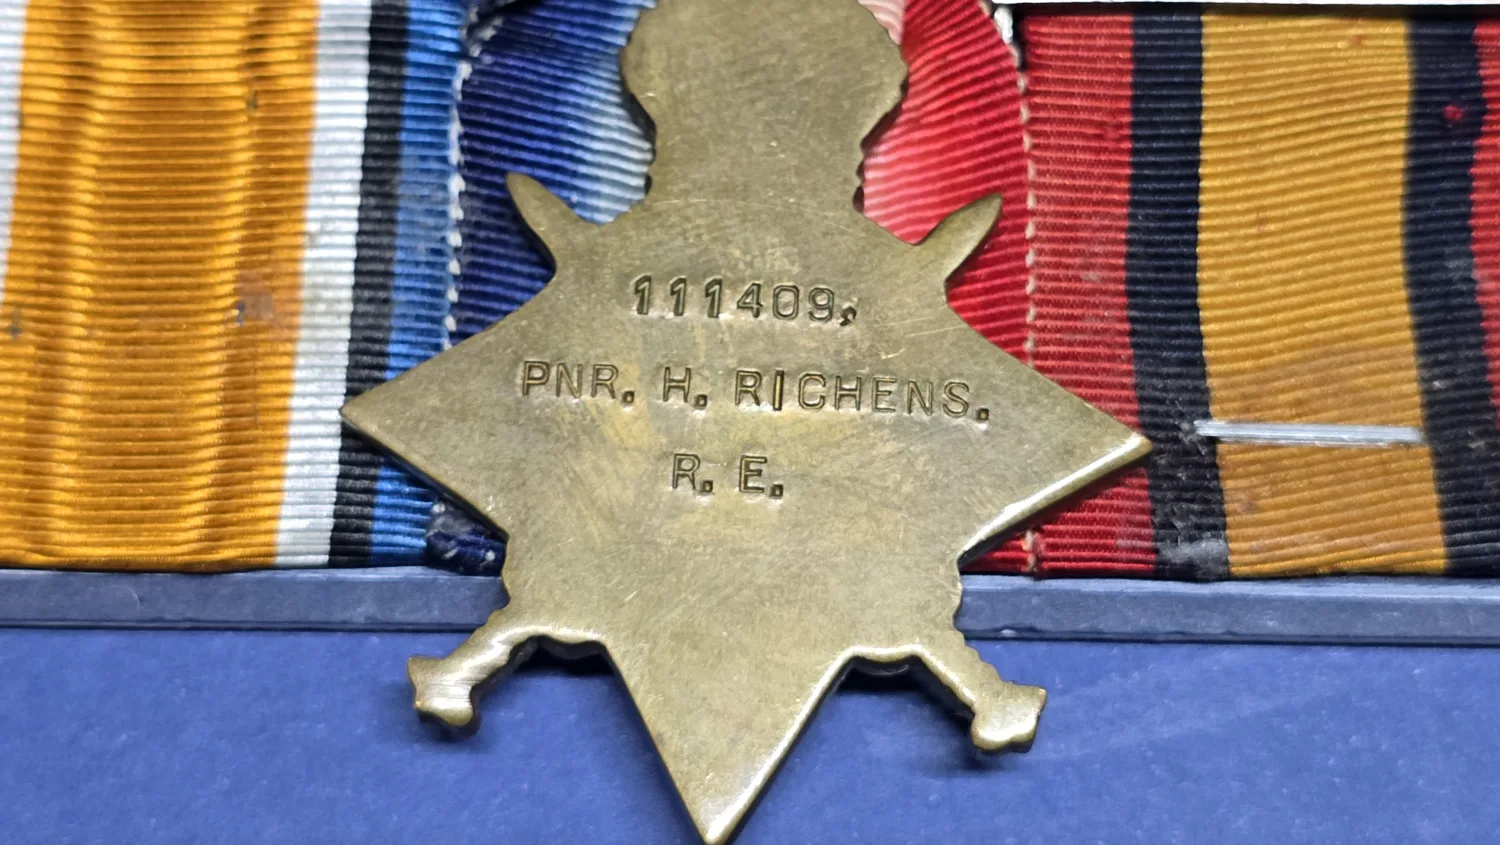 111409,
PNR. H. RICHENS.
R. E.